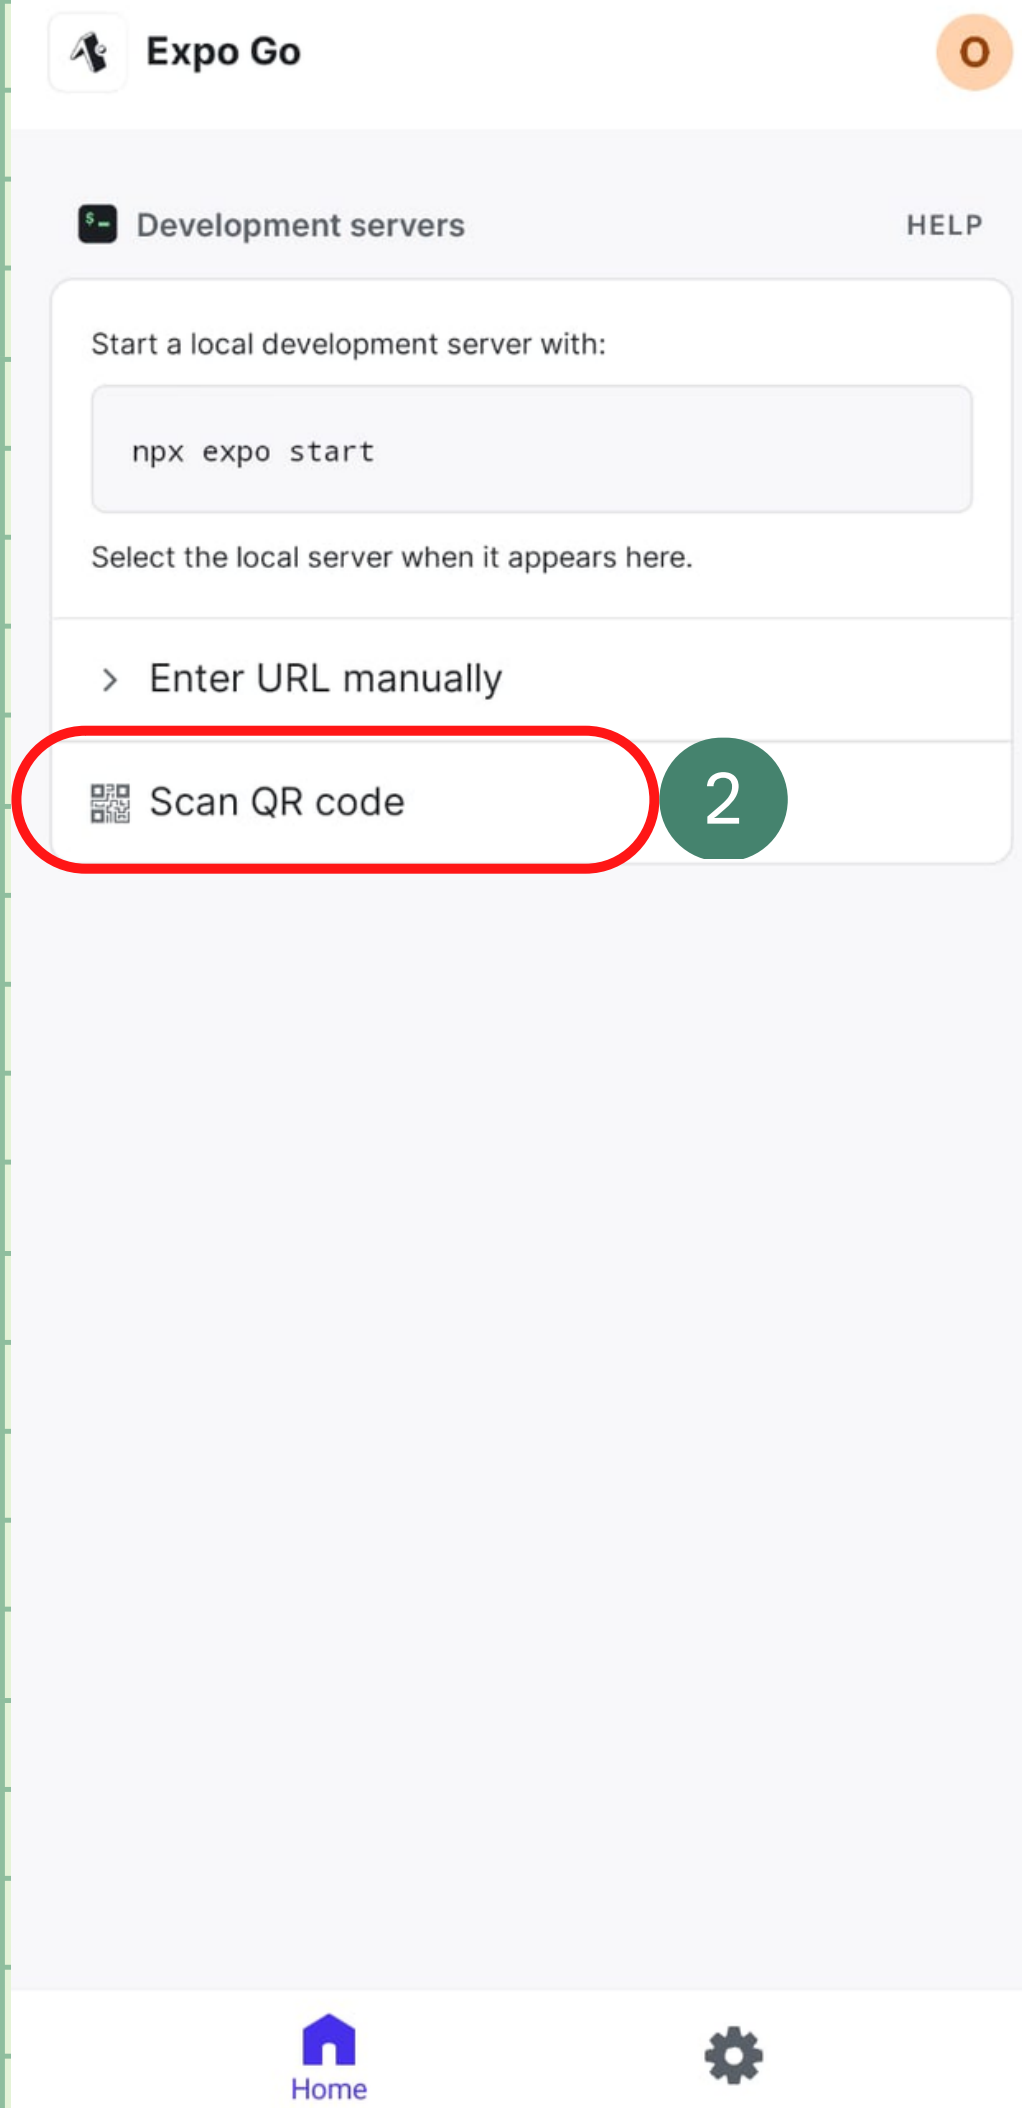 Expo Go
O
$
Development servers
HELP
Start a local development server with:
npx expo start
Select the local server when it appears here.
Enter URL manually
Scan QR code
2
Home